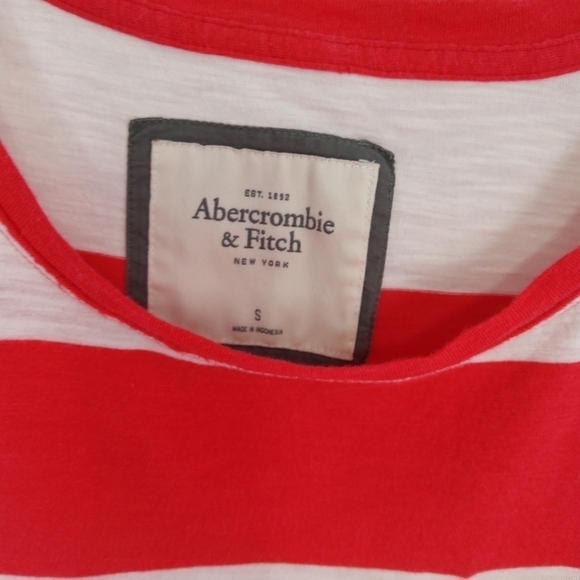 EST. 1892
Abercrombie
& Fitch
NEW YORK
S
MADE IN INDONESIA